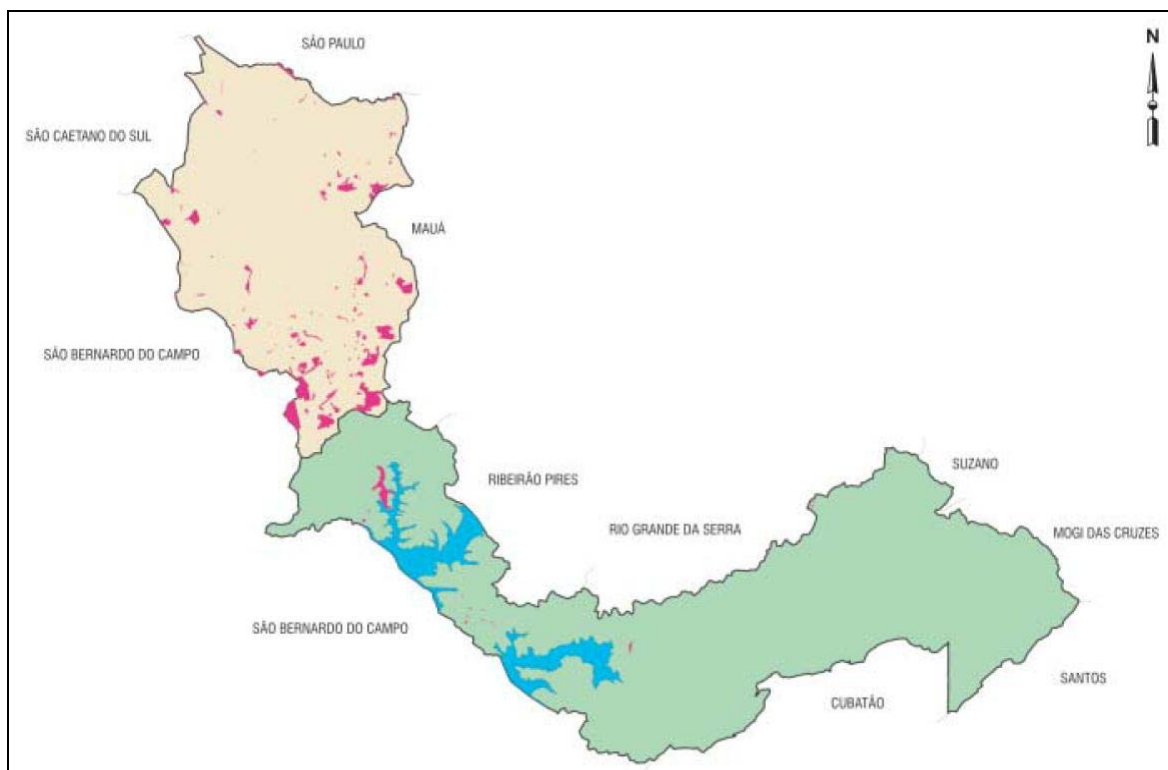 SÃO PAULO
N
SÃO CAETANO DO SUL
MAUÁ
SÃO BERNARDO DO CAMPO
RIBEIRÃO PIRES
SUZANO
RIO GRANDE DA SERRA
MOGI DAS CRUZES
SÃO BERNARDO DO CAMPO
SANTOS
CUBATÃO